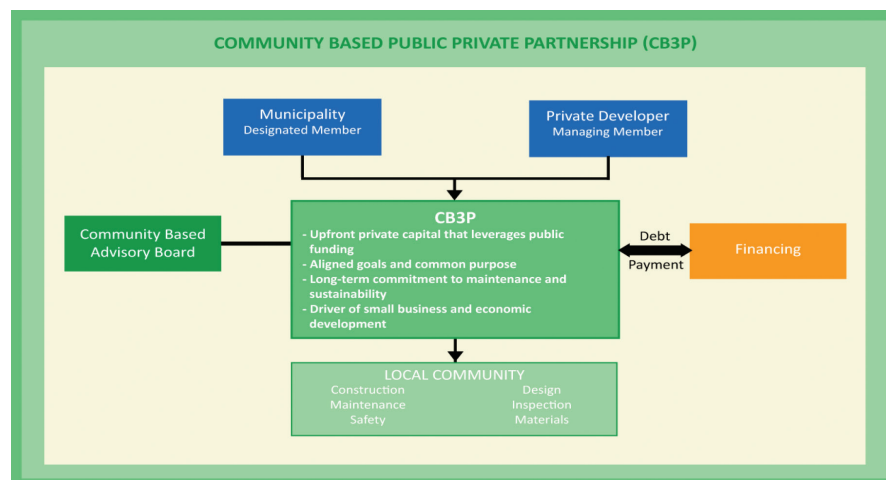 COMMUNITY BASED PUBLIC PRIVATE PARTNERSHIP (CB3P)
Municipality
Designated Member
Private Developer
Managing Member
Community Based
Advisory Board
CB3P
- Upfront private capital that leverages public
funding
- Aligned goals and common purpose
- Long-term commitment to maintenance and
sustainability
- Driver of small business and economic
development
Debt
Payment
Financing
LOCAL COMMUNITY
Construction Design
Maintenance Inspection
Safety Materials